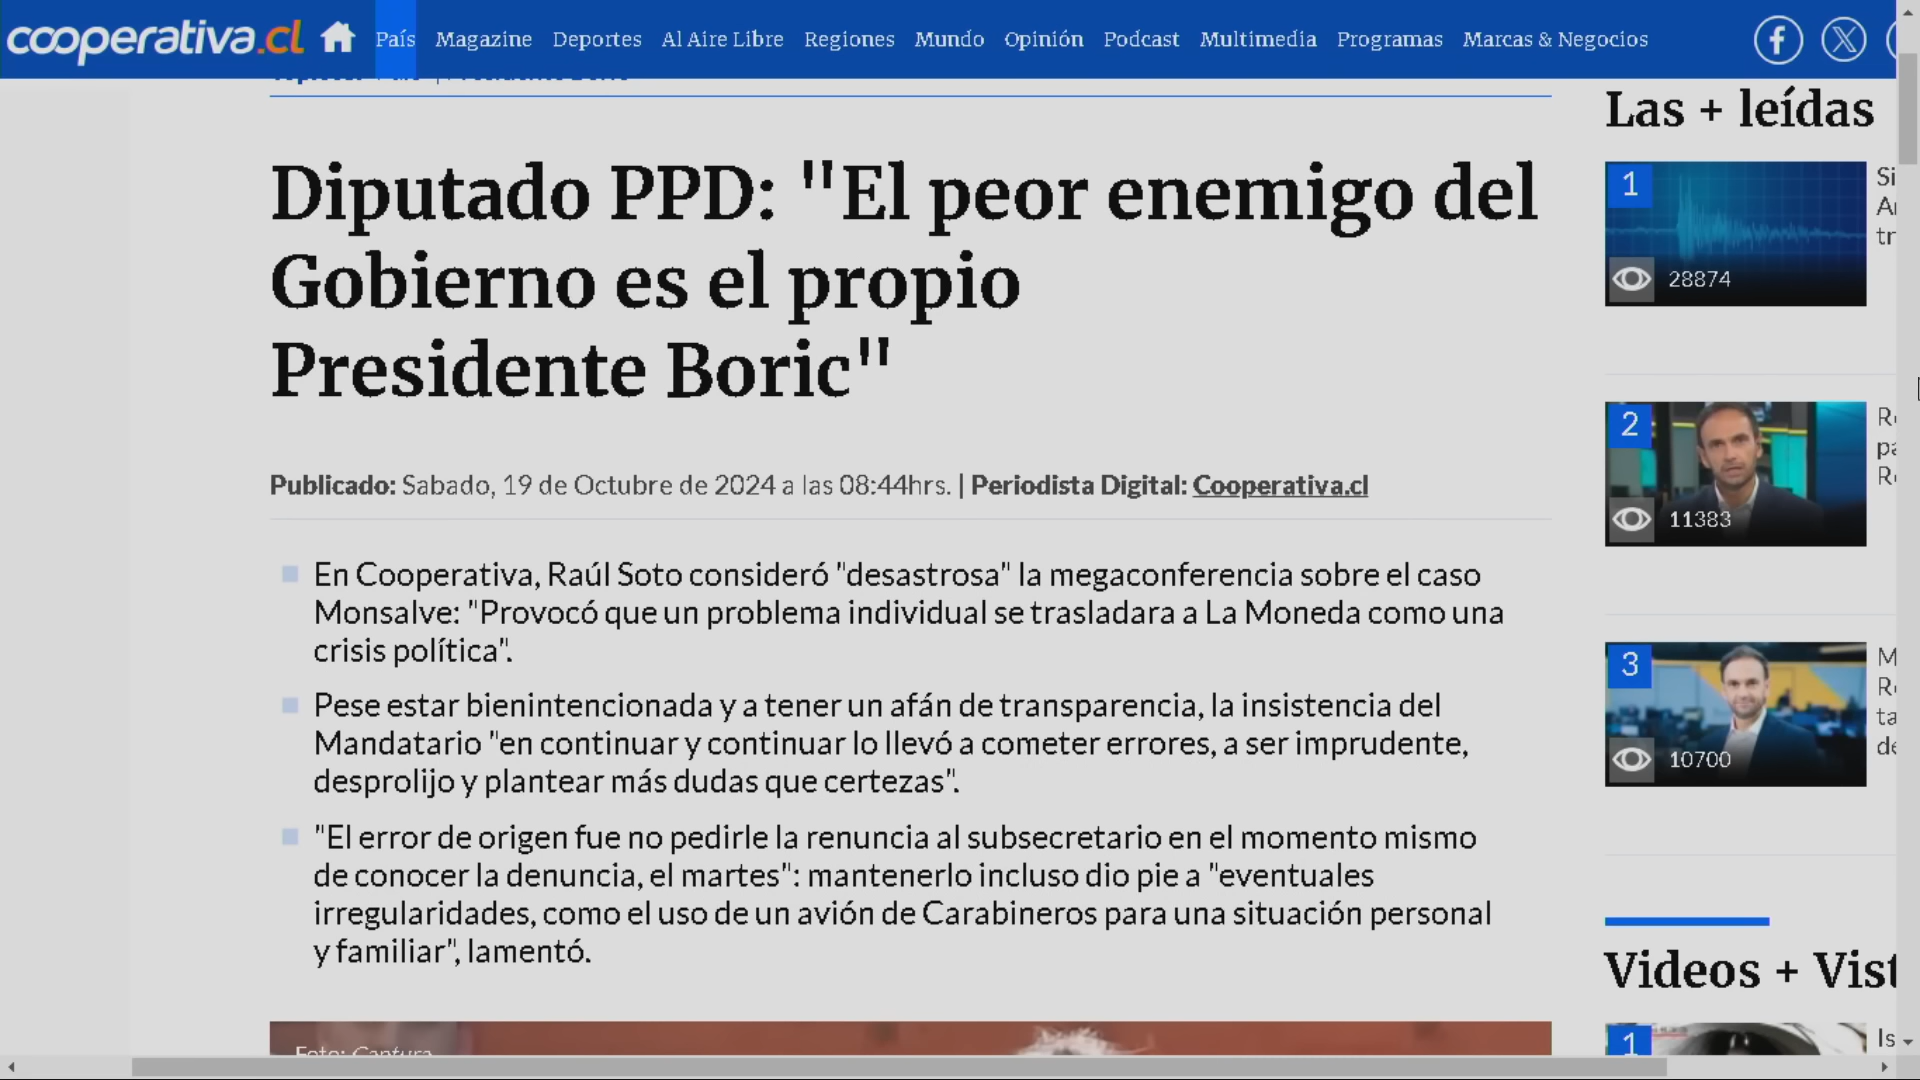 cooperativa.cl País Magazine Deportes Al Aire Libre Regiones Mundo Opinión Podcast Multimedia Programas Marcas & Negocios
Diputado PPD: "El peor enemigo del
Gobierno es el propio
Presidente Boric"
Publicado: Sabado, 19 de Octubre de 2024 a las 08:44hrs. | Periodista Digital: Cooperativa.cl
En Cooperativa, Raúl Soto consideró "desastrosa" la megaconferencia sobre el caso
Monsalve: "Provocó que un problema individual se trasladara a La Moneda como una
crisis política".
Pese estar bienintencionada y a tener un afán de transparencia, la insistencia del
Mandatario "en continuar y continuar lo llevó a cometer errores, a ser imprudente,
desprolijo y plantear más dudas que certezas".
"El error de origen fue no pedirle la renuncia al subsecretario en el momento mismo
de conocer la denuncia, el martes": mantenerlo incluso dio pie a "eventuales
irregularidades, como el uso de un avión de Carabineros para una situación personal
y familiar", lamentó.
Foto: Captura
Las + leídas
1
28874
2
11383
3
10700
Videos +
1